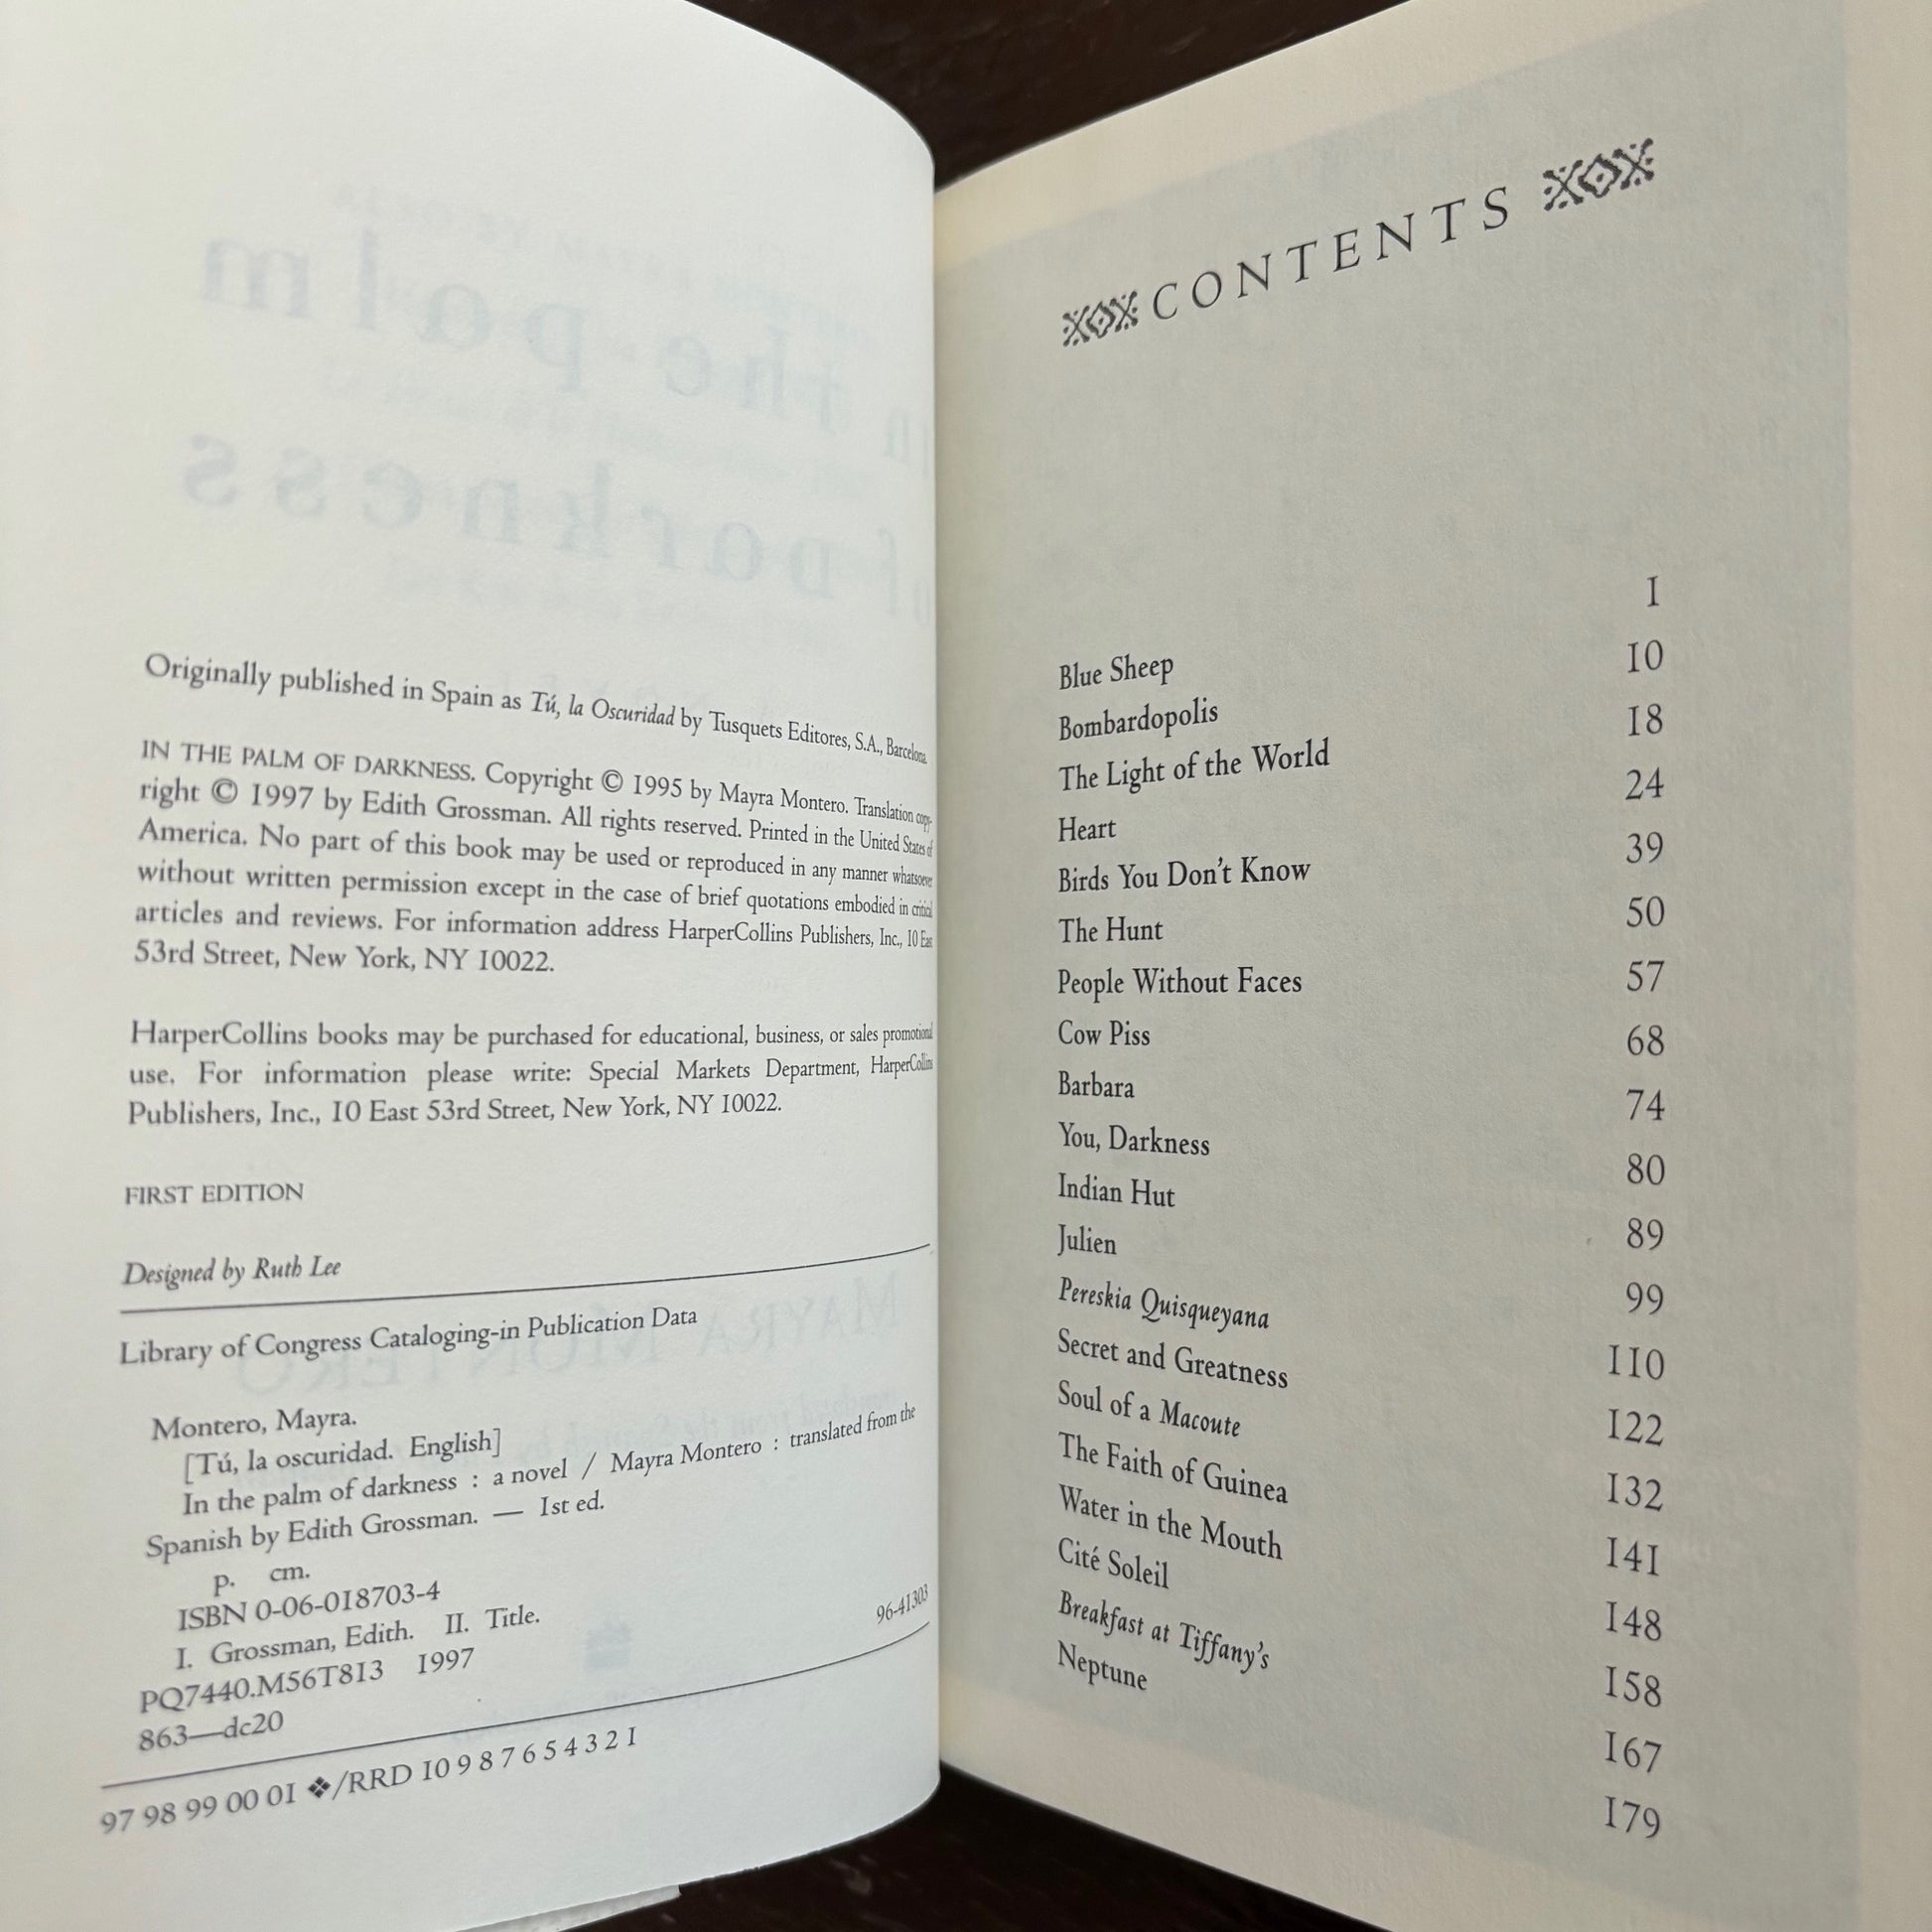 Originally published in Spain as Tú, la Oscuridad by Tusquets Editores, S.A., Barcelona.
IN THE PALM OF DARKNESS. Copyright © 1995 by Mayra Montero. Translation copy-
right © 1997 by Edith Grossman. All rights reserved. Printed in the United States of
America. No part of this book may be used or reproduced in any manner whatsoever
without written permission except in the case of brief quotations embodied in critical
articles and reviews. For information address HarperCollins Publishers, Inc., 10 East
53rd Street, New York, NY 10022.
HarperCollins books may be purchased for educational, business, or sales promotional
use. For information please write: Special Markets Department, HarperCollins
Publishers, Inc., 10 East 53rd Street, New York, NY 10022.
FIRST EDITION
Designed by Ruth Lee
Library of Congress Cataloging-in Publication Data
Montero, Mayra.
[Tú, la oscuridad. English]
In the palm of darkness : a novel / Mayra Montero : translated from the
Spanish by Edith Grossman. — 1st ed.
p. cm.
ISBN 0-06-018703-4
I. Grossman, Edith. II. Title.
PQ7440.M56T813 1997
863—dc20 96-41303
97 98 99 00 01 ❖/RRD 10 9 8 7 6 5 4 3 2 1
CONTENTS
Blue Sheep 1
Bombardopolis 10
The Light of the World 18
Heart 24
Birds You Don't Know 39
The Hunt 50
People Without Faces 57
Cow Piss 68
Barbara 74
You, Darkness 80
Indian Hut 89
Julien 99
Pereskia Quisqueyana 110
Secret and Greatness 122
Soul of a Macoute 132
The Faith of Guinea 141
Water in the Mouth 148
Cité Soleil 158
Breakfast at Tiffany's 167
Neptune 179